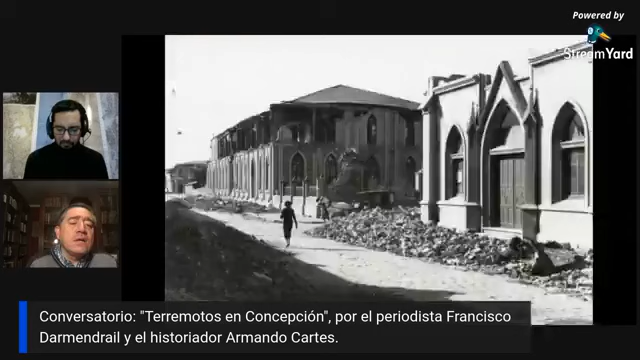 Powered by
StreamYard
Conversatorio: "Terremotos en Concepción", por el periodista Francisco
Darmendrail y el historiador Armando Cartes.